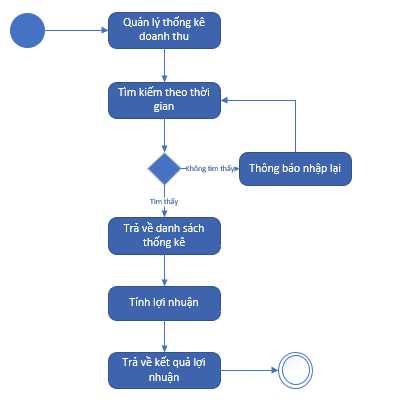 Quản lý thống kê
doanh thu
Tìm kiếm theo thời
gian
Không tìm thấy
Thông báo nhập lại
Tìm thấy
Trả về danh sách
thống kê
Tính lợi nhuận
Trả về kết quả lợi
nhuận